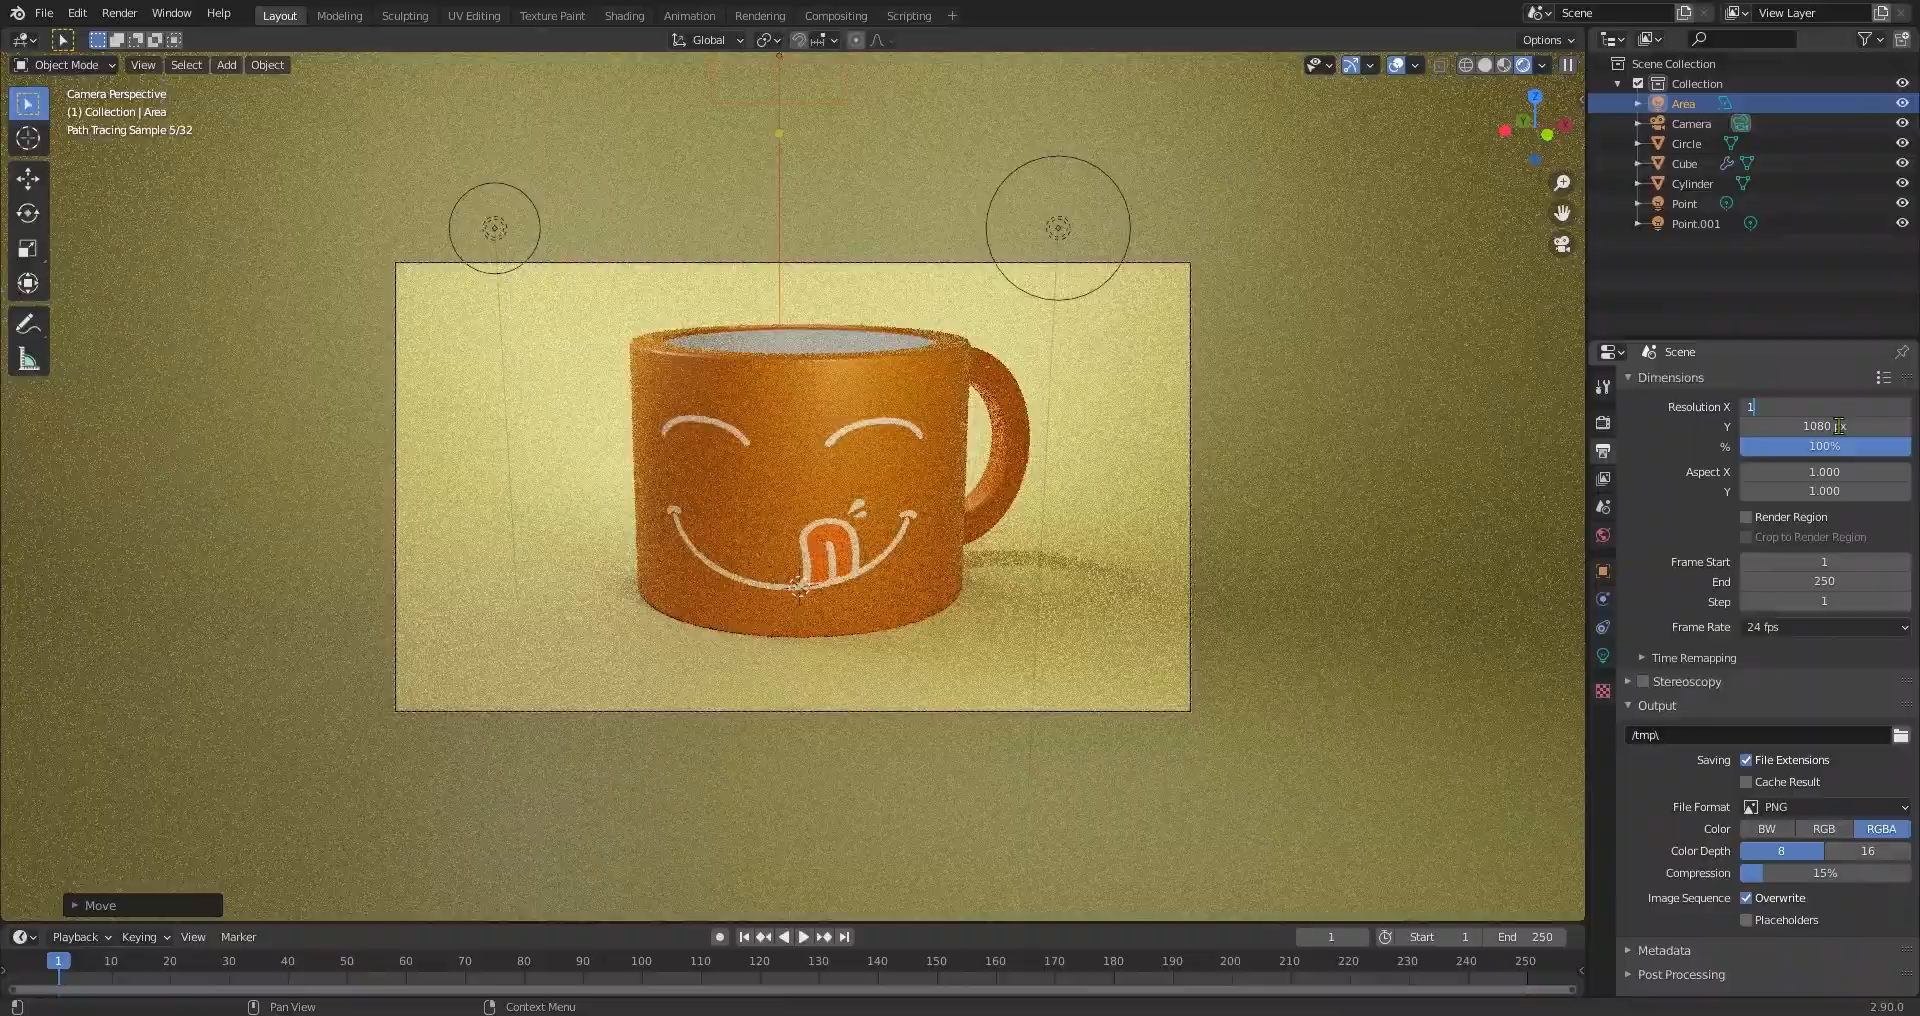 File Edit Render Window Help Layout Modeling Sculpting UV Editing Texture Paint Shading Animation Rendering Compositing Scripting + Scene View Layer
Global Options
Object Mode View Select Add Object
Camera Perspective
(1) Collection | Area
Path Tracing Sample 5/32
Z
Y
X
Move
Scene Collection
Collection
Area
Camera
Circle
Cube
Cylinder
Point
Point.001
Scene
Dimensions
Resolution X 1
Y 1080 px
% 100%
Aspect X 1.000
Y 1.000
Render Region
Crop to Render Region
Frame Start 1
End 250
Step 1
Frame Rate 24 fps
Time Remapping
Stereoscopy
Output
/tmp\
Saving File Extensions
Cache Result
File Format PNG
Color BW RGB RGBA
Color Depth 8 16
Compression 15%
Image Sequence Overwrite
Placeholders
Metadata
Post Processing
Playback Keying View Marker 1 Start 1 End 250
1 10 20 30 40 50 60 70 80 90 100 110 120 130 140 150 160 170 180 190 200 210 220 230 240 250
Pan View Context Menu 2.90.0